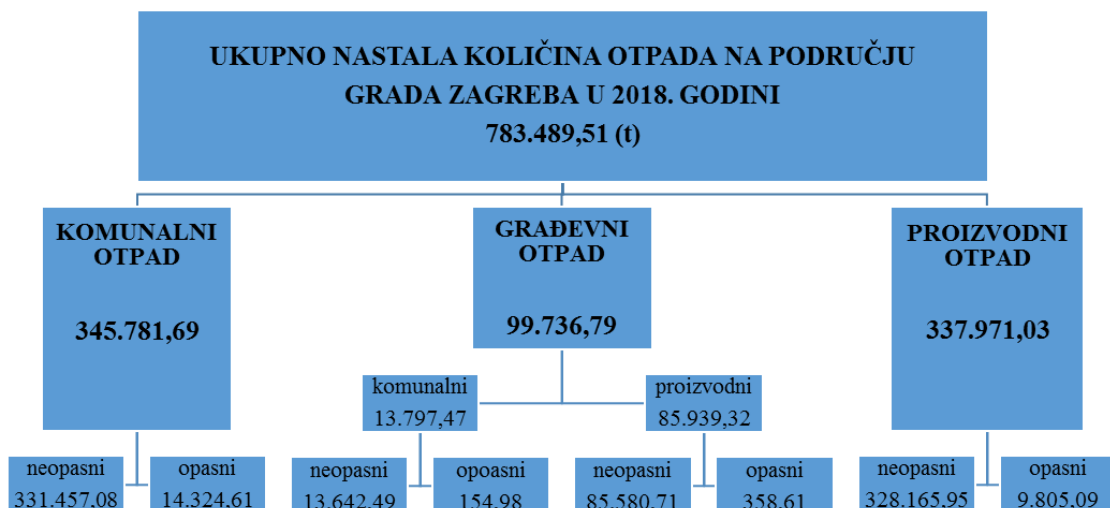 UKUPNO NASTALA KOLIČINA OTPADA NA PODRUČJU
GRADA ZAGREBA U 2018. GODINI
783.489,51 (t)
KOMUNALNI
OTPAD
345.781,69
GRAĐEVNI
OTPAD
99.736,79
PROIZVODNI
OTPAD
337.971,03
komunalni
13.797,47
proizvodni
85.939,32
neopasni
331.457,08
opasni
14.324,61
neopasni
13.642,49
opoasni
154,98
neopasni
85.580,71
opasni
358,61
neopasni
328.165,95
opasni
9.805,09